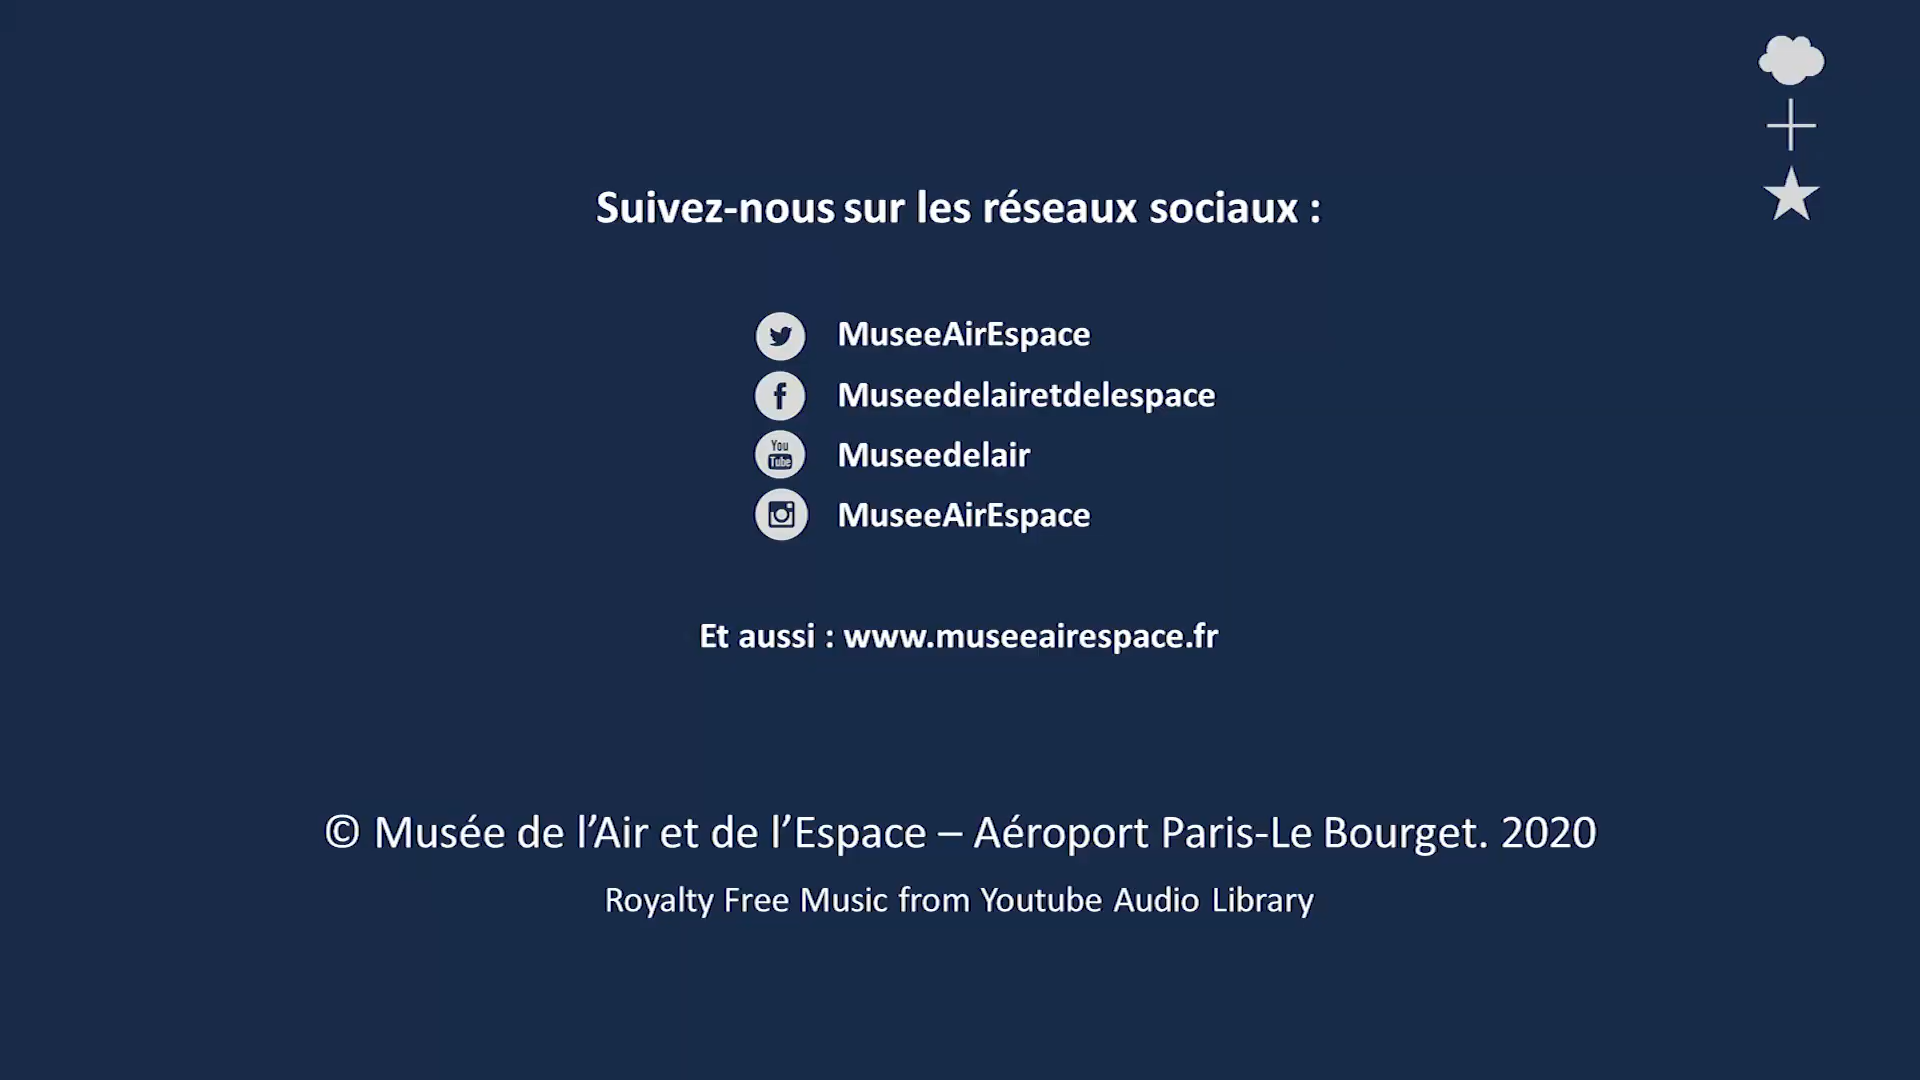 Suivez-nous sur les réseaux sociaux :
MuseeAirEspace
Museedelairetdelespace
You
Tube
Museedelair
MuseeAirEspace
Et aussi : www.museeairespace.fr
© Musée de l’Air et de l’Espace – Aéroport Paris-Le Bourget. 2020
Royalty Free Music from Youtube Audio Library